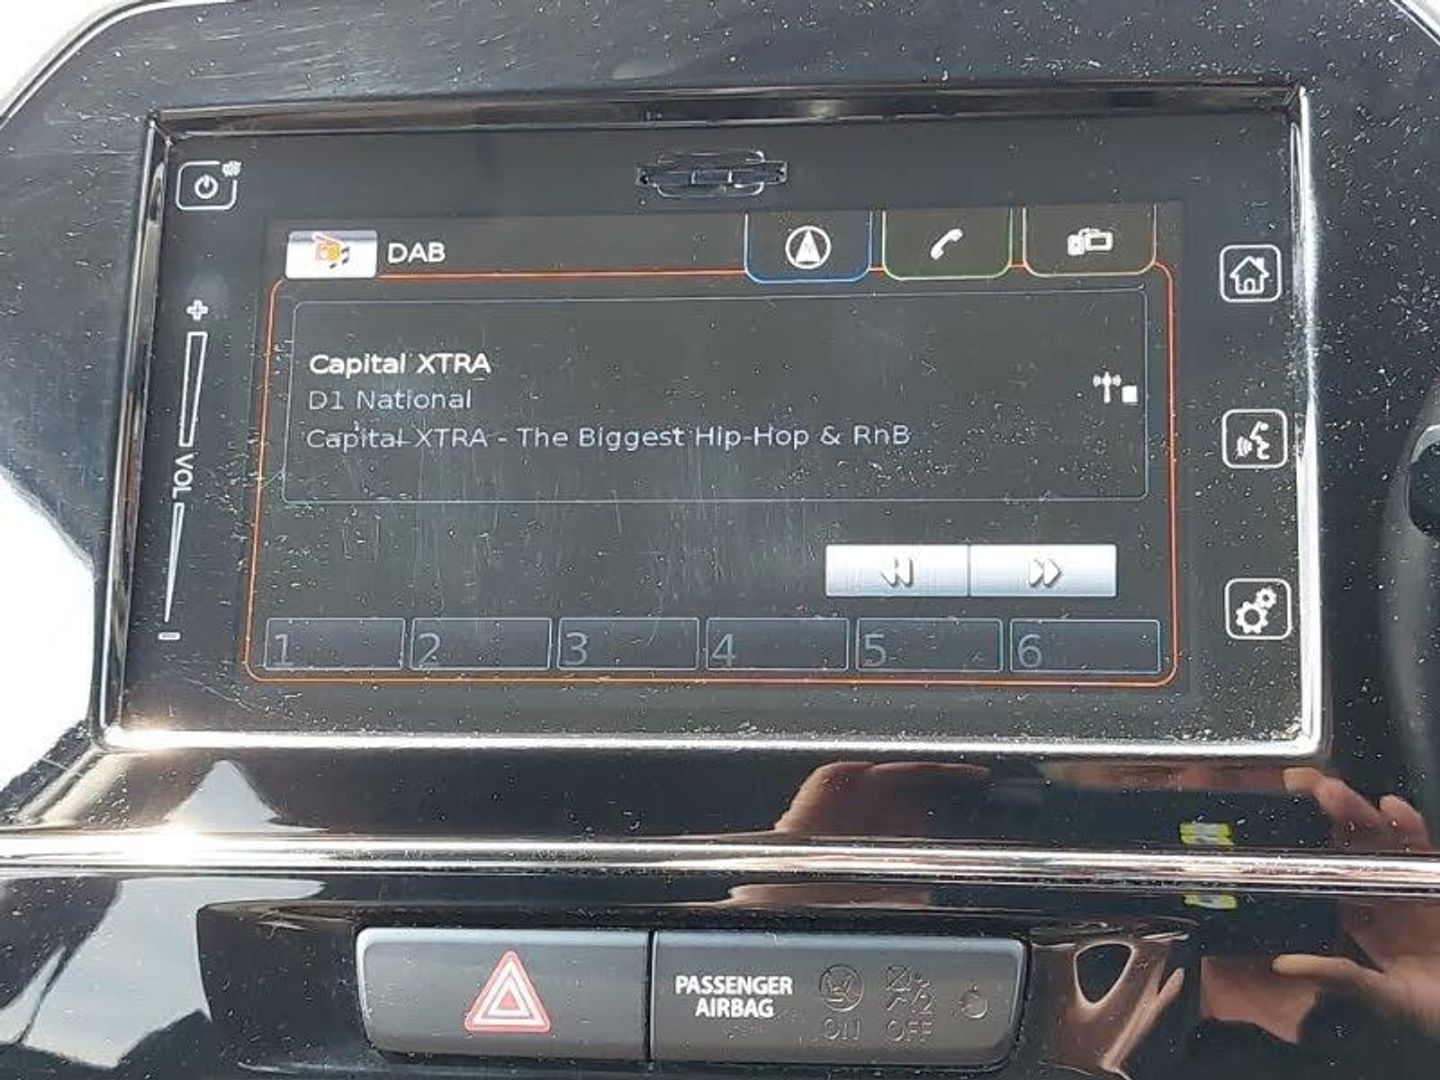 DAB
Capital XTRA
D1 National
Capital XTRA - The Biggest Hip-Hop & RnB
VOL
1 2 3 4 5 6
PASSENGER
AIRBAG
ON OFF